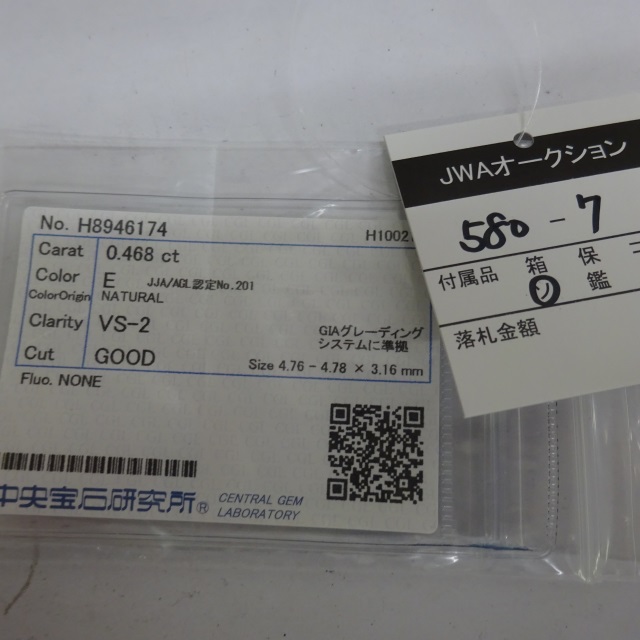 No. H8946174 H1002
Carat 0.468 ct
Color E JJA/AGL認定No.201
ColorOrigin NATURAL
Clarity VS-2
GIAグレーディング
システムに準拠
Cut GOOD
Size 4.76 - 4.78 × 3.16 mm
Fluo. NONE
中央宝石研究所®
CENTRAL GEM
LABORATORY
JWAオークション
580 - 7
付属品 箱 保
ソ 鑑
落札金額